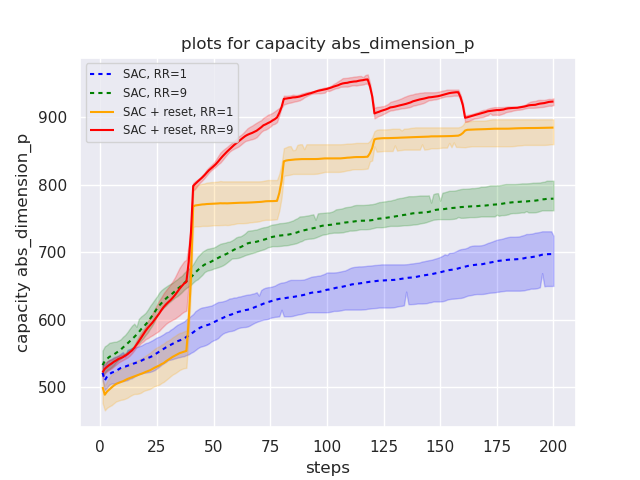 plots for capacity abs_dimension_p
SAC, RR=1
SAC, RR=9
SAC + reset, RR=1
SAC + reset, RR=9
capacity abs_dimension_p
900
800
700
600
500
0 25 50 75 100 125 150 175 200
steps